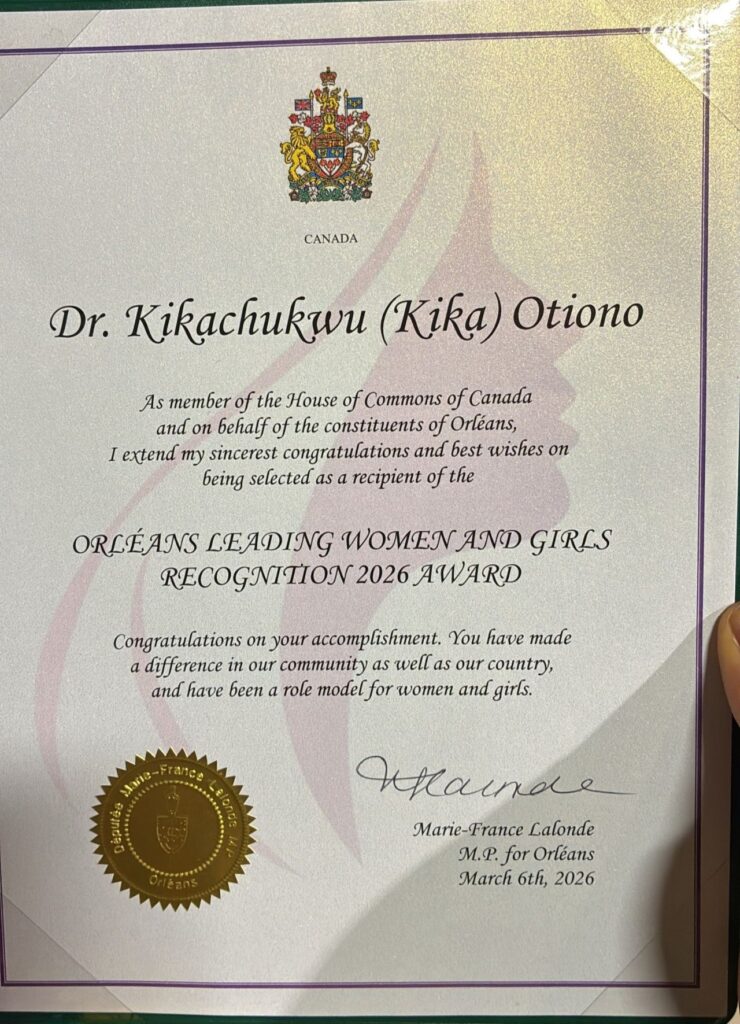 CANADA
Dr. Kikachukwu (Kika) Otiono
As member of the House of Commons of Canada
and on behalf of the constituents of Orléans,
I extend my sincerest congratulations and best wishes on
being selected as a recipient of the
ORLÉANS LEADING WOMEN AND GIRLS
RECOGNITION 2026 AWARD
Congratulations on your accomplishment. You have made
a difference in our community as well as our country,
and have been a role model for women and girls.
Députée Marie-France Lalonde M.P.
Orléans
Marie-France Lalonde
M.P. for Orléans
March 6th, 2026